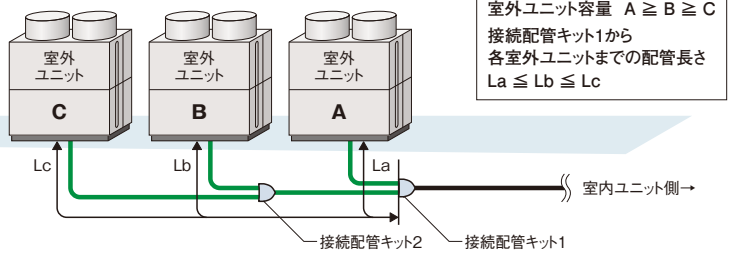 室外ユニット容量 A ≧ B ≧ C
接続配管キット1から
各室外ユニットまでの配管長さ
La ≦ Lb ≦ Lc
室外
ユニット
C
室外
ユニット
B
室外
ユニット
A
Lc
Lb
La
室内ユニット側→
接続配管キット2
接続配管キット1